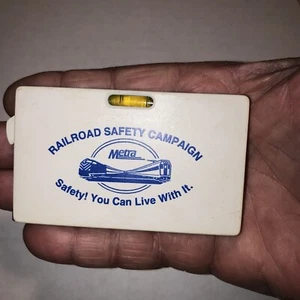 RAILROAD SAFETY CAMPAIGN
Metra
Safety! You Can Live With It.